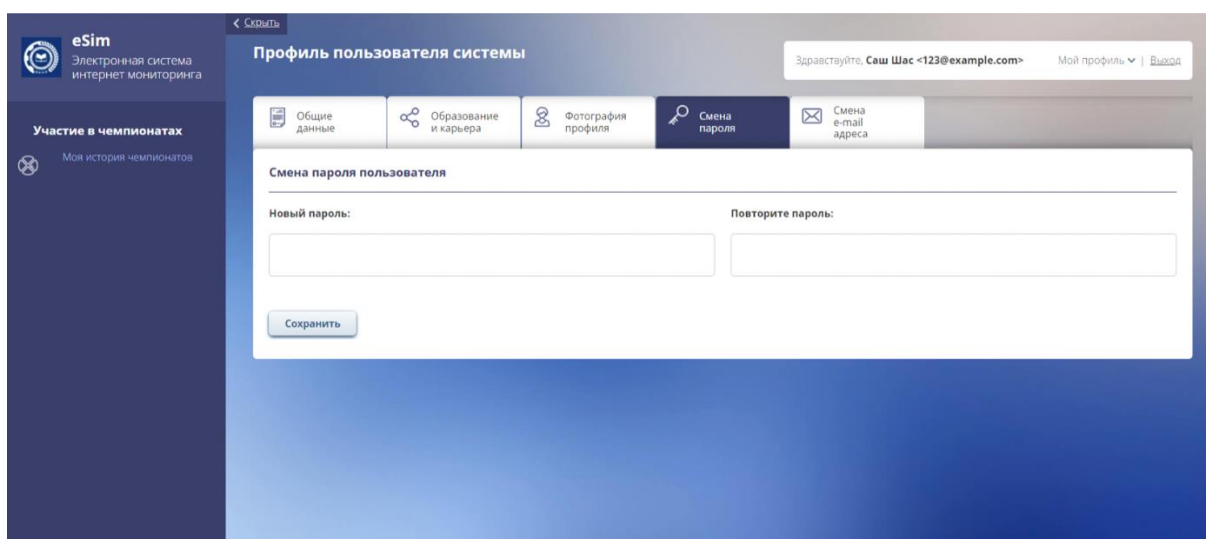 eSim
Электронная система
интернет мониторинга
Участие в чемпионатах
Моя история чемпионатов
Скрыть
Профиль пользователя системы
Здравствуйте, Саш Шас <123@example.com>
Мой профиль | Выход
Общие
данные
Образование
и карьера
Фотография
профиля
Смена
пароля
Смена
e-mail
адреса
Смена пароля пользователя
Новый пароль:
Повторите пароль:
Сохранить